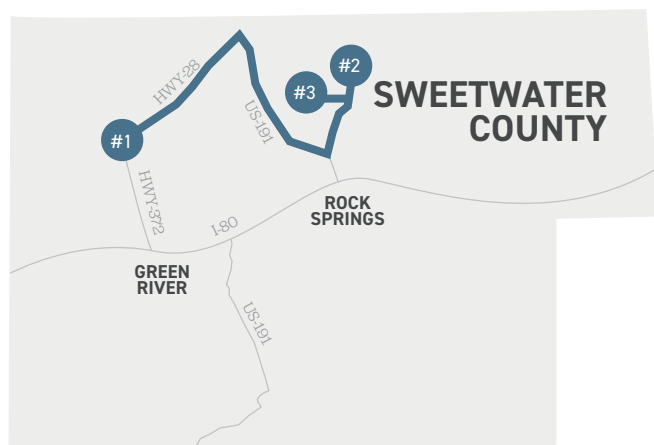 HWY-28
#2
#3
SWEETWATER
COUNTY
US-191
#1
HWY-372
ROCK
SPRINGS
I-80
GREEN
RIVER
US-191